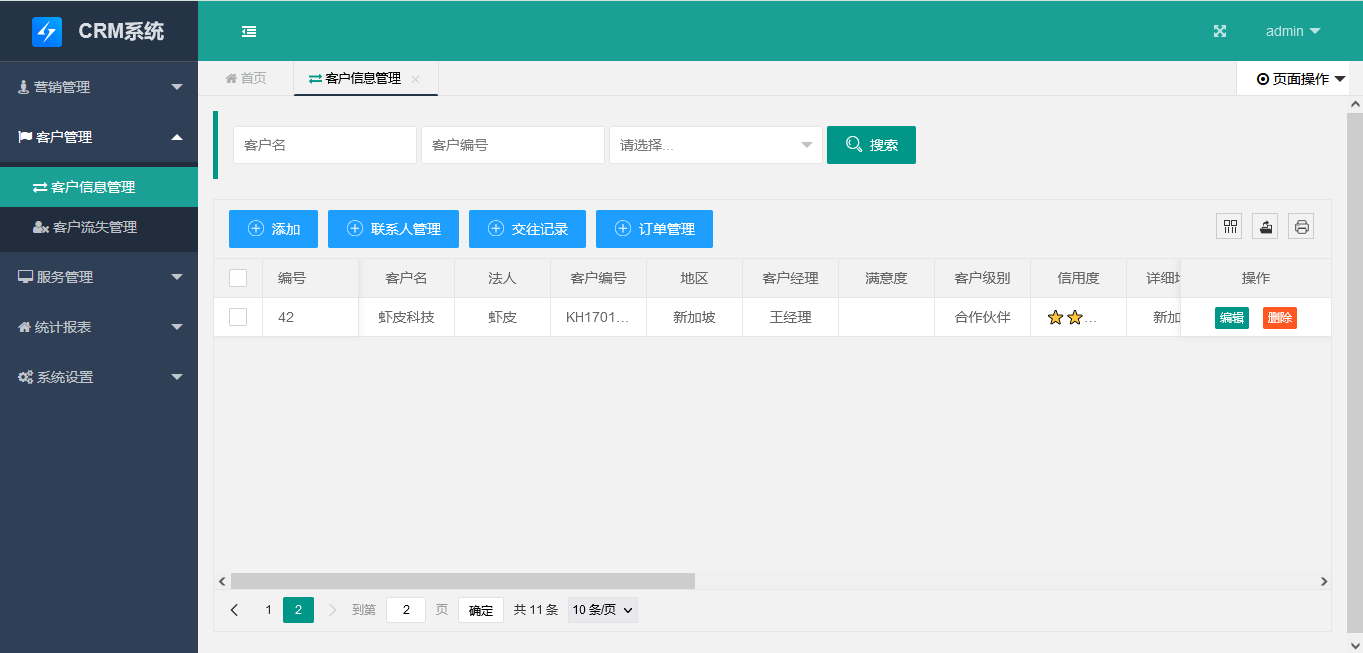 CRM系统
admin
营销管理
客户管理
客户信息管理
客户流失管理
服务管理
统计报表
系统设置
首页
客户信息管理
页面操作
客户名
客户编号
请选择...
搜索
添加
联系人管理
交往记录
订单管理
编号 客户名 法人 客户编号 地区 客户经理 满意度 客户级别 信用度 详细 操作
42 虾皮科技 虾皮 KH1701... 新加坡 王经理 合作伙伴 ... 新加 编辑 删除
1 2 到第 2 页 确定 共 11 条 10 条/页